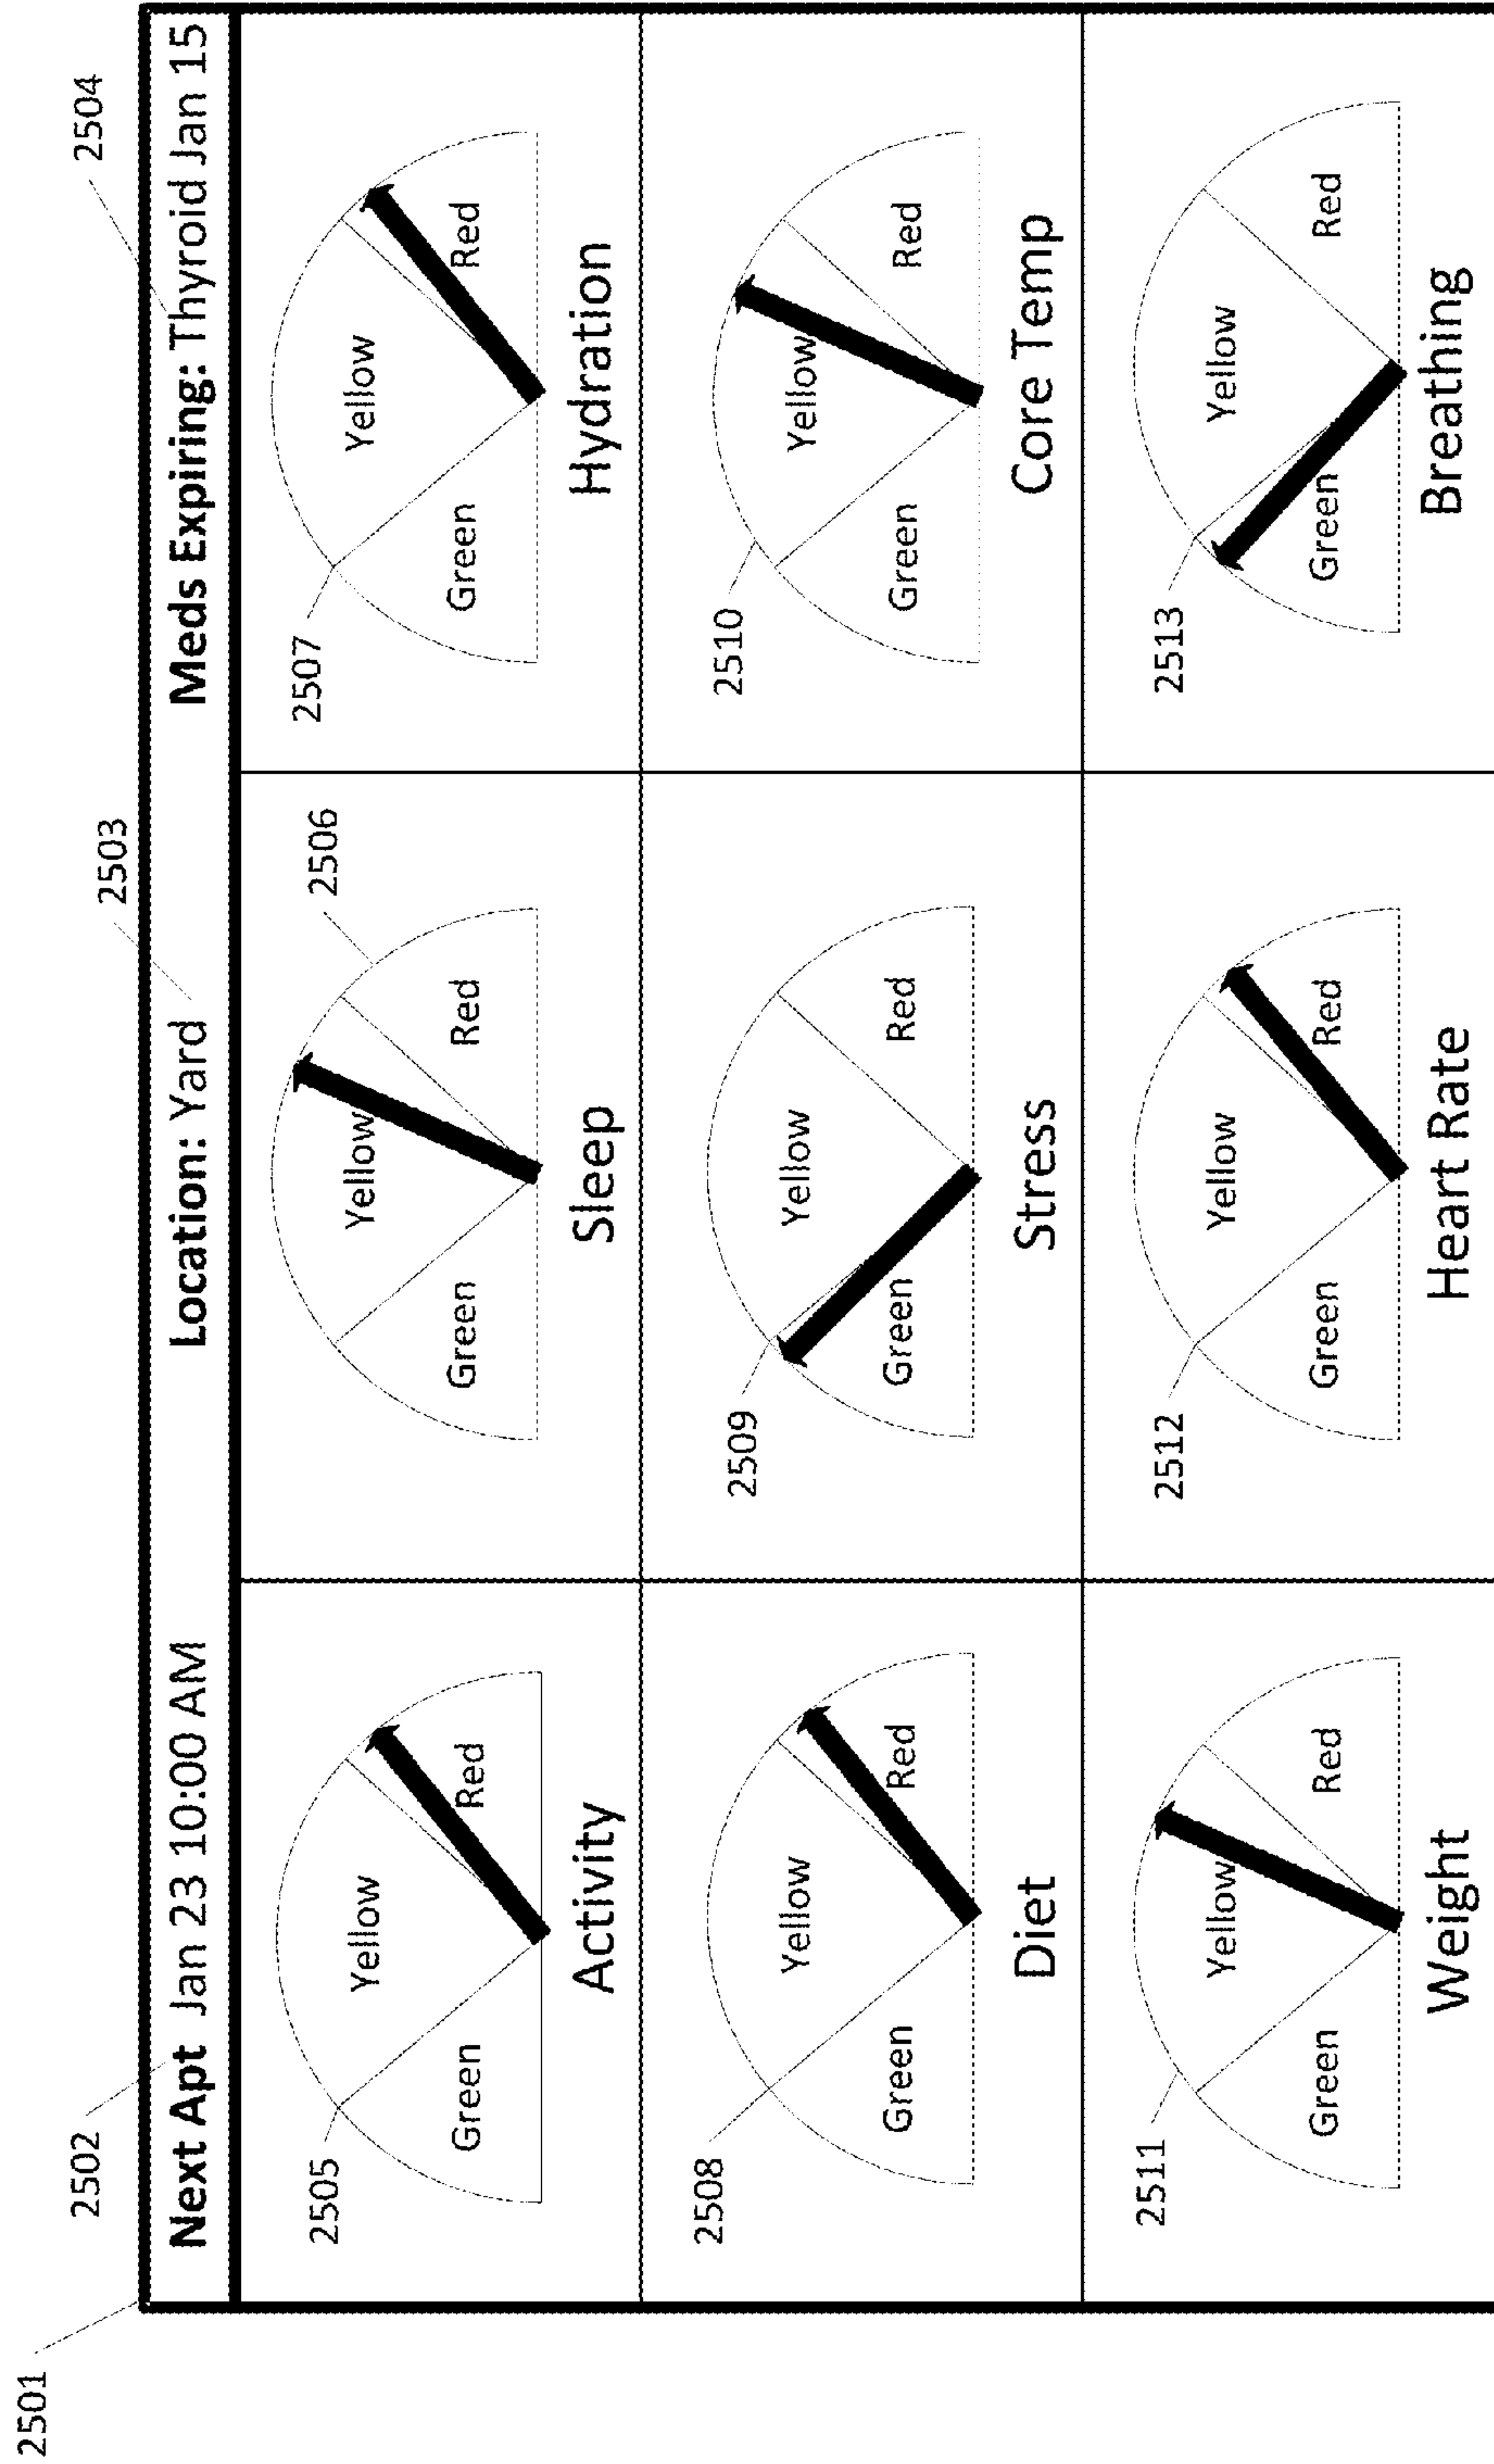 2501
2502
2503
2504
Next Apt Jan 23 10:00 AM
Location: Yard
Meds Expiring: Thyroid Jan 15
2505
Green
Yellow
Red
Activity
2506
Green
Yellow
Red
Sleep
2507
Green
Yellow
Red
Hydration
2508
Green
Yellow
Red
Diet
2509
Green
Yellow
Red
Stress
2510
Green
Yellow
Red
Core Temp
2511
Green
Yellow
Red
Weight
2512
Green
Yellow
Red
Heart Rate
2513
Green
Yellow
Red
Breathing